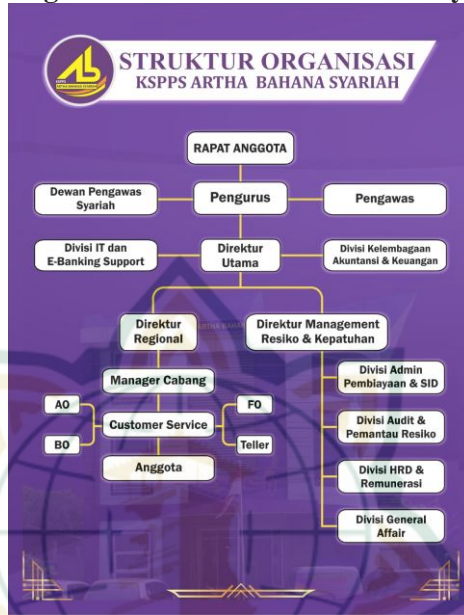 STRUKTUR ORGANISASI
KSPPS ARTHA BAHANA SYARIAH
RAPAT ANGGOTA
Dewan Pengawas
Syariah
Pengurus
Pengawas
Divisi IT dan
E-Banking Support
Direktur
Utama
Divisi Kelembagaan
Akuntansi & Keuangan
Direktur
Regional
Direktur Management
Resiko & Kepatuhan
Manager Cabang
Divisi Admin
Pembiayaan & SID
AO
FO
Customer Service
Divisi Audit &
Pemantau Resiko
BO
Teller
Anggota
Divisi HRD &
Remunerasi
Divisi General
Affair